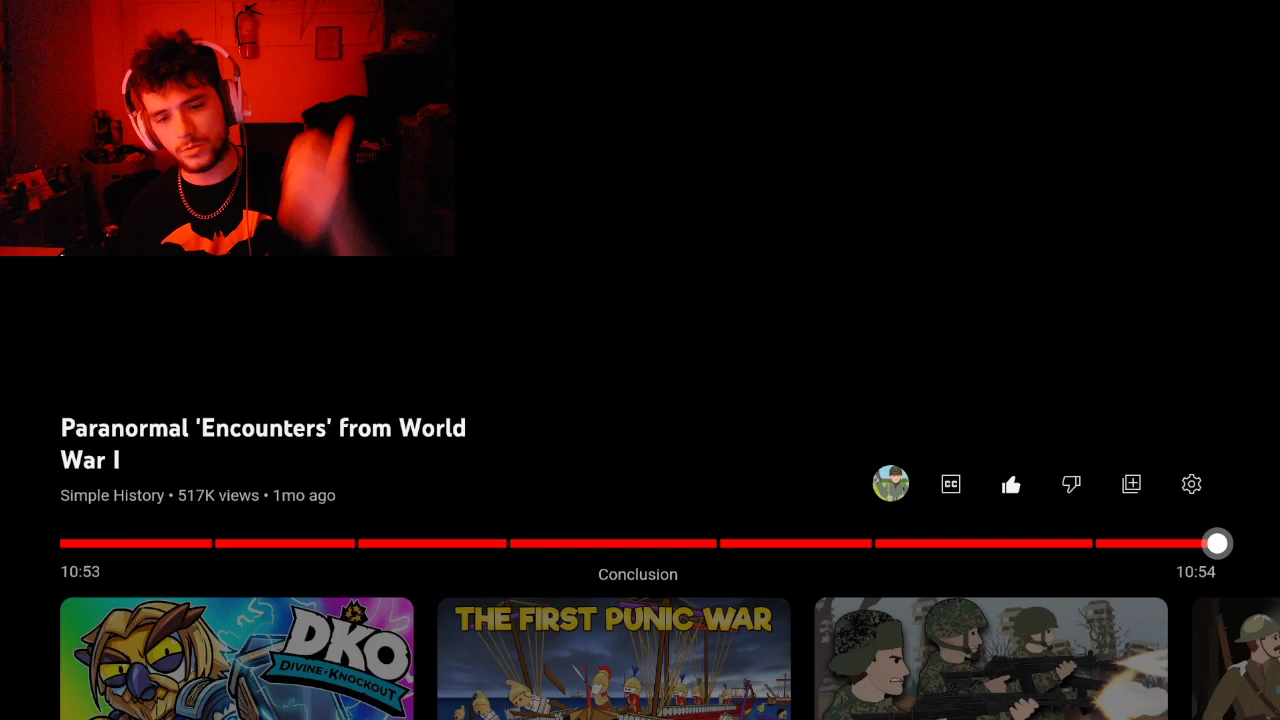 Paranormal 'Encounters' from World
War I
Simple History • 517K views • 1mo ago
CC
10:53
Conclusion
10:54
DKO
DIVINE KNOCKOUT
THE FIRST PUNIC WAR